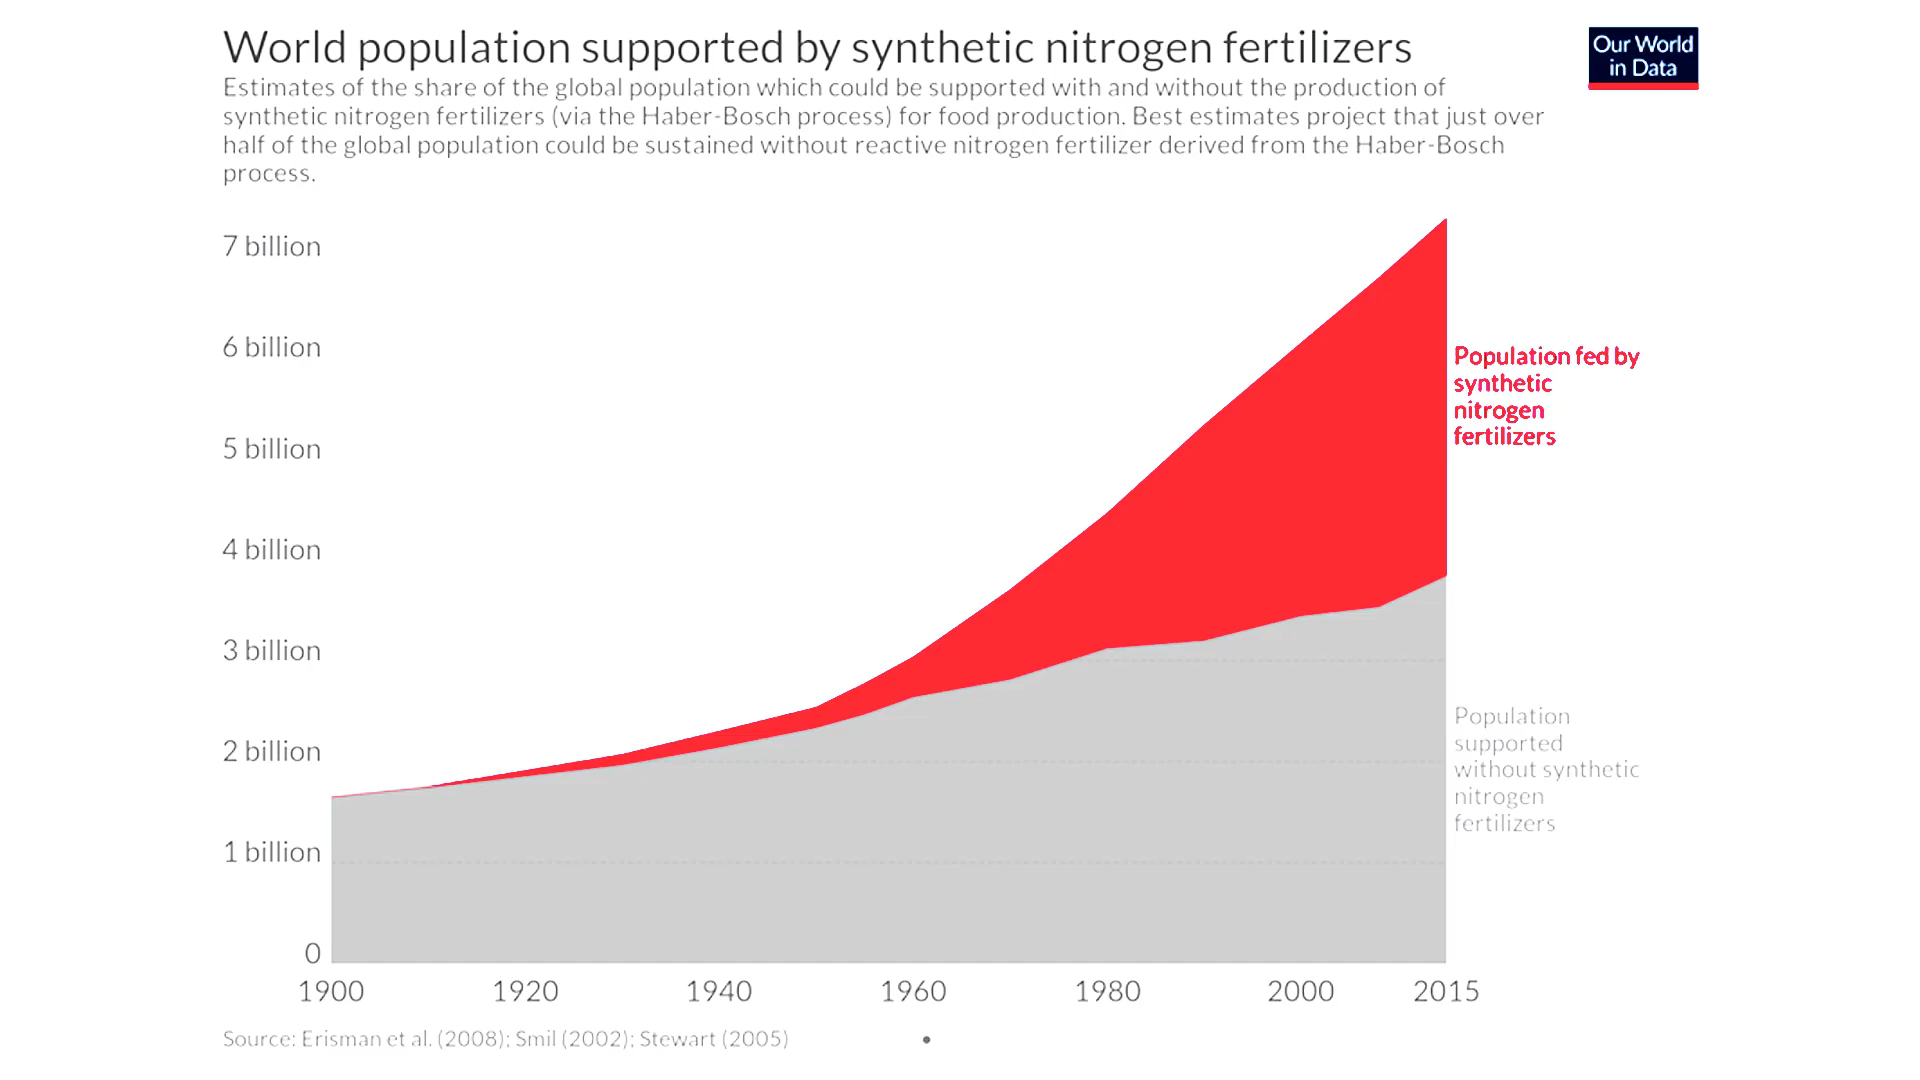 World population supported by synthetic nitrogen fertilizers
Our World
in Data
Estimates of the share of the global population which could be supported with and without the production of
synthetic nitrogen fertilizers (via the Haber-Bosch process) for food production. Best estimates project that just over
half of the global population could be sustained without reactive nitrogen fertilizer derived from the Haber-Bosch
process.
7 billion
6 billion
5 billion
4 billion
3 billion
2 billion
1 billion
0
Population fed by
synthetic
nitrogen
fertilizers
Population
supported
without synthetic
nitrogen
fertilizers
1900 1920 1940 1960 1980 2000 2015
Source: Erisman et al. (2008); Smil (2002); Stewart (2005) •